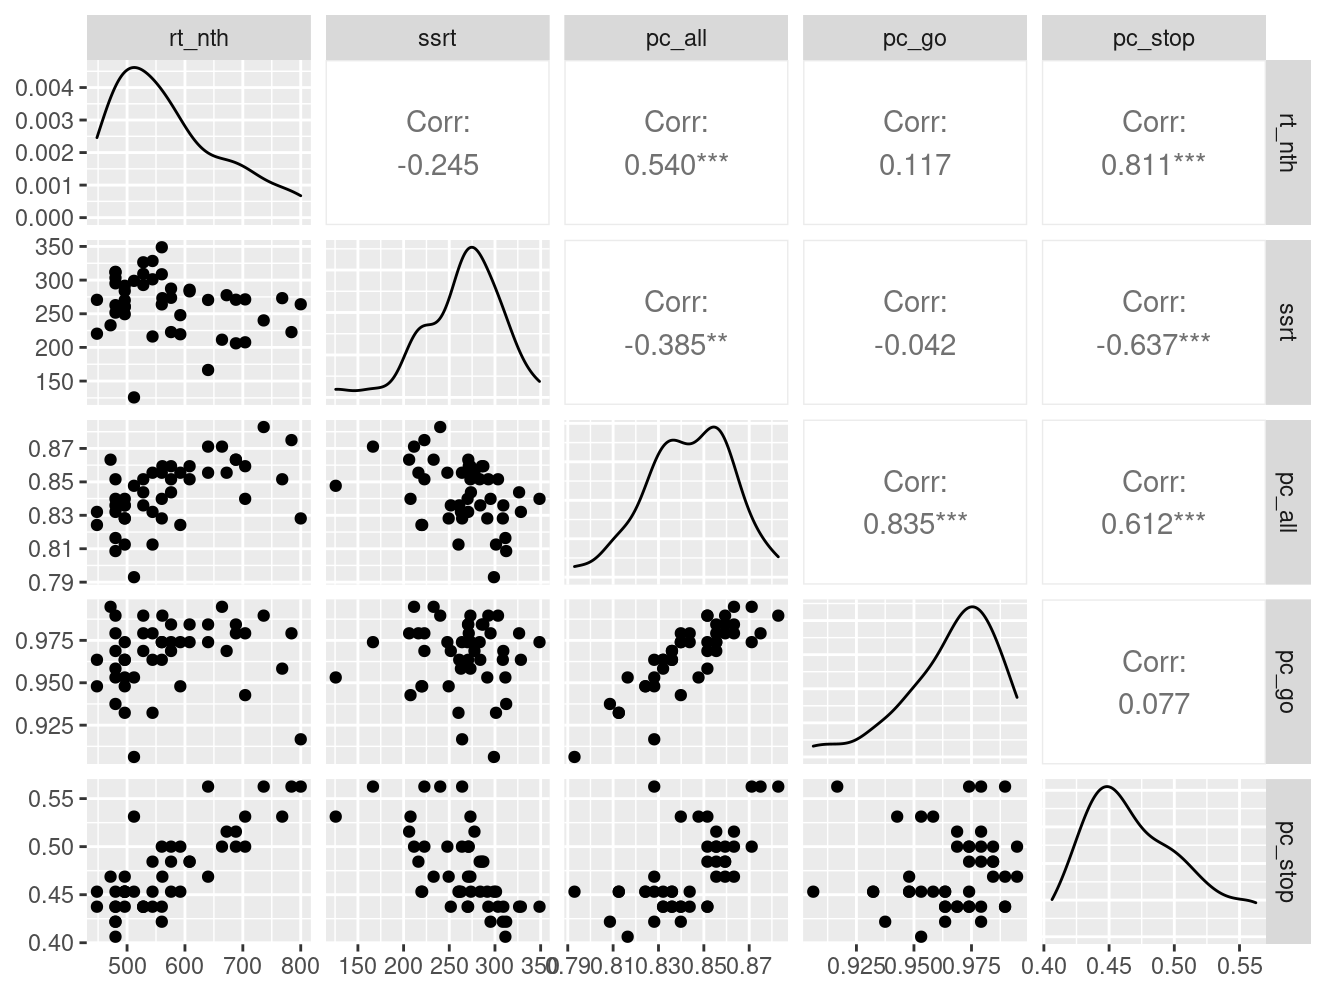 rt_nth ssrt pc_all pc_go pc_stop
0.004
0.003
0.002
0.001
0.000
Corr:
-0.245
Corr:
0.540***
Corr:
0.117
Corr:
0.811***
rt_nth
350
300
250
200
150
Corr:
-0.385**
Corr:
-0.042
Corr:
-0.637***
ssrt
0.87
0.85
0.83
0.81
0.79
Corr:
0.835***
Corr:
0.612***
pc_all
0.975
0.950
0.925
Corr:
0.077
pc_go
0.55
0.50
0.45
0.40
pc_stop
500 600 700 800 150 200 250 300 350 0.79 0.81 0.83 0.85 0.87 0.925 0.950 0.975 0.40 0.45 0.50 0.55